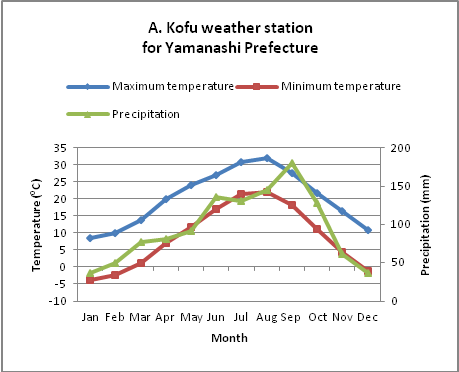 A. Kofu weather station
for Yamanashi Prefecture
Maximum temperature
Minimum temperature
Precipitation
Temperature (°C)
35
30
25
20
15
10
5
0
-5
-10
200
150
100
50
0
Precipitation (mm)
Jan Feb Mar Apr May Jun Jul Aug Sep Oct Nov Dec
Month